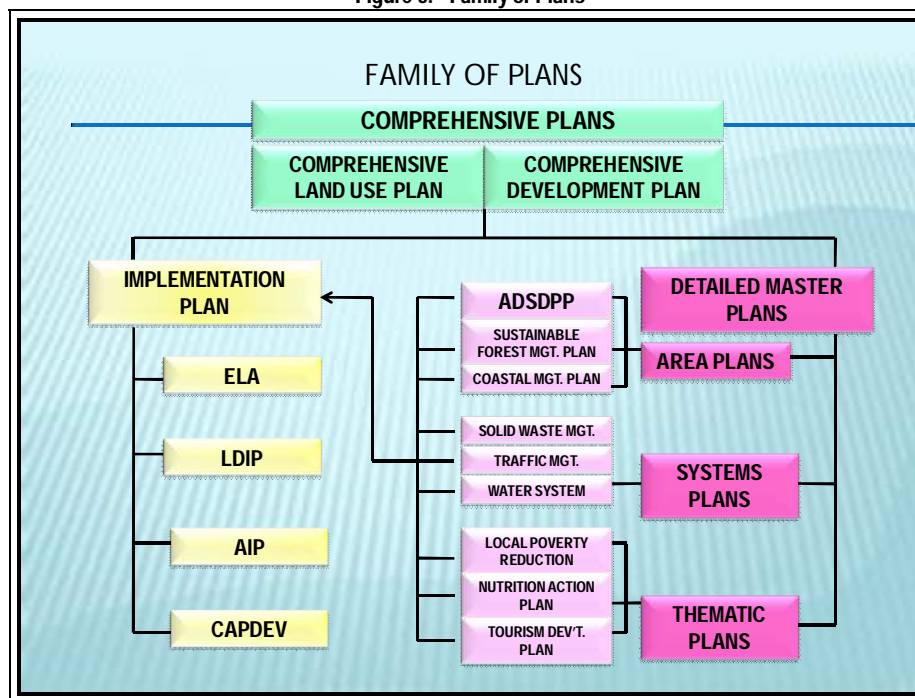 Figure 3. Family of Plans
FAMILY OF PLANS
COMPREHENSIVE PLANS
COMPREHENSIVE
LAND USE PLAN
COMPREHENSIVE
DEVELOPMENT PLAN
IMPLEMENTATION
PLAN
ELA
LDIP
AIP
CAPDEV
ADSDPP
SUSTAINABLE
FOREST MGT. PLAN
COASTAL MGT. PLAN
SOLID WASTE MGT.
TRAFFIC MGT.
WATER SYSTEM
LOCAL POVERTY
REDUCTION
NUTRITION ACTION
PLAN
TOURISM DEV'T.
PLAN
DETAILED MASTER
PLANS
AREA PLANS
SYSTEMS
PLANS
THEMATIC
PLANS